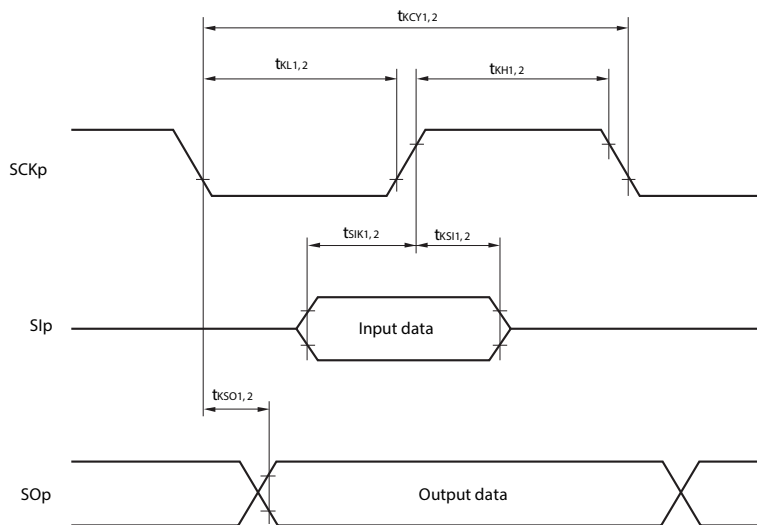 tKCY1, 2
tKL1, 2
tKH1, 2
SCKp
tSIK1, 2
tKSI1, 2
SIp
Input data
tKSO1, 2
SOp
Output data